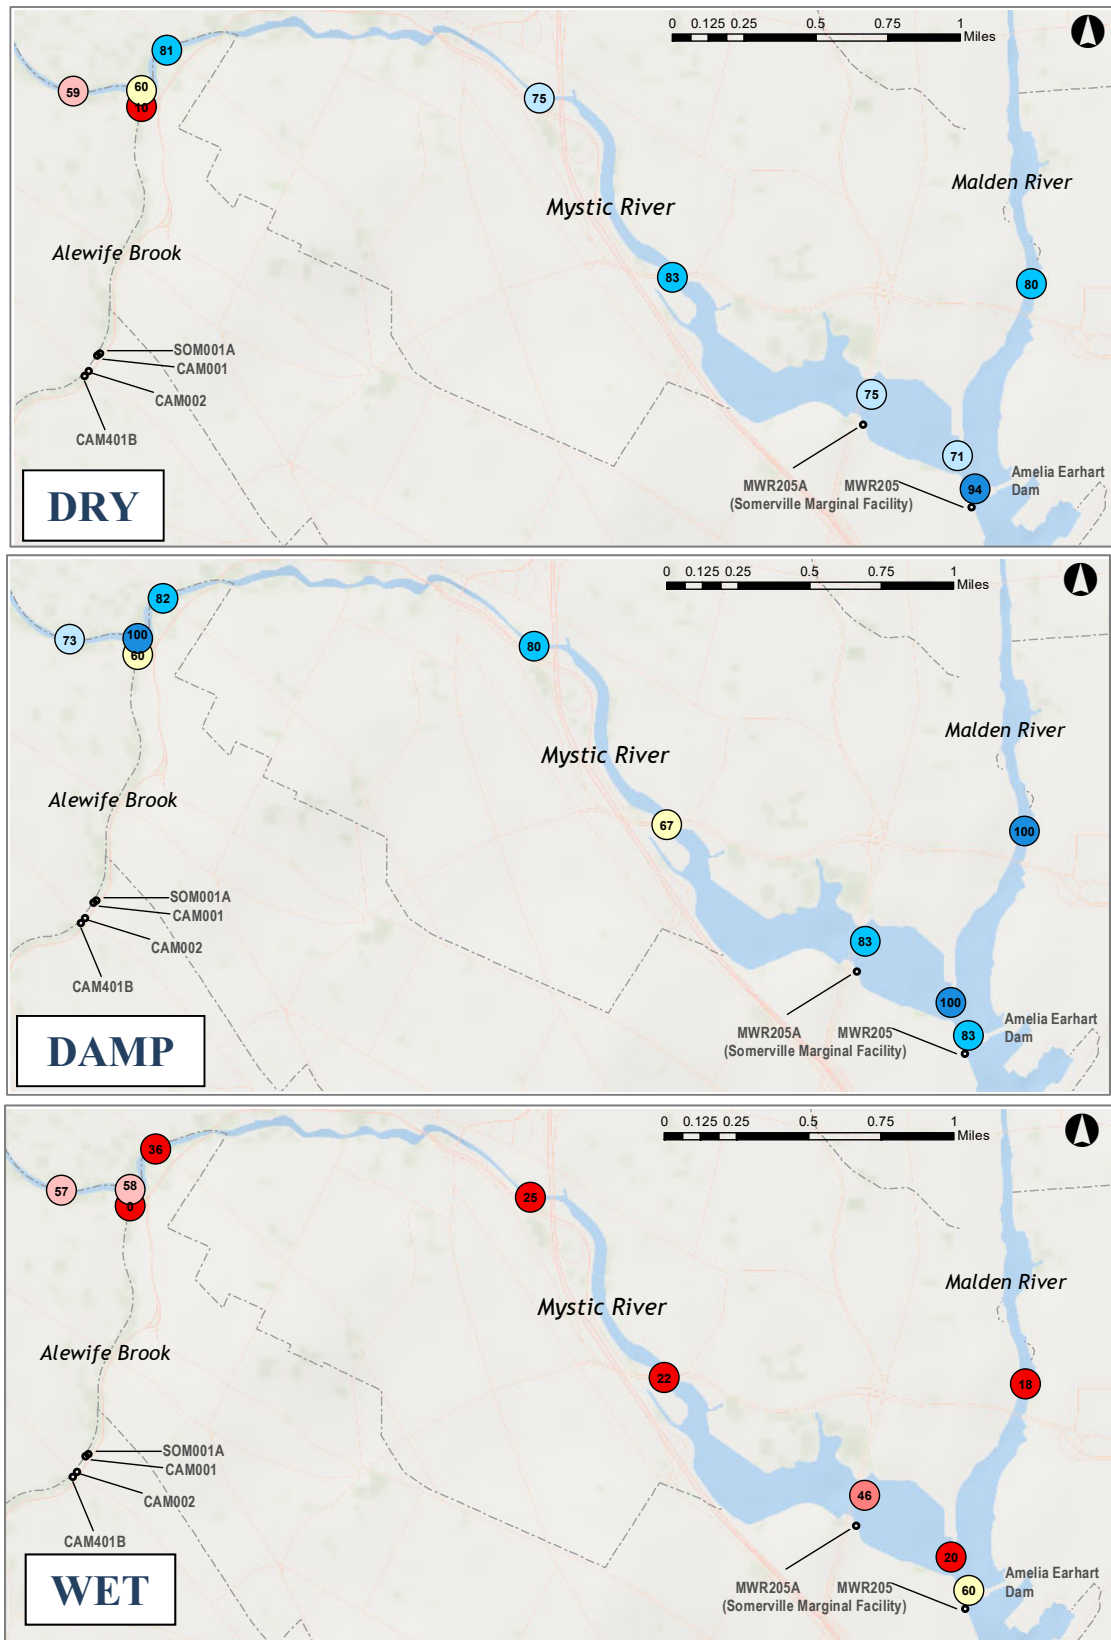 0 0.125 0.25 0.5 0.75 1
Miles
81
59
60
10
75
Malden River
Mystic River
Alewife Brook
83
80
SOM001A
CAM001
CAM002
CAM401B
75
71
Amelia Earhart
Dam
MWR205A
(Somerville Marginal Facility)
MWR205
94
DRY
0 0.125 0.25 0.5 0.75 1
Miles
82
73
100
60
80
Malden River
Mystic River
Alewife Brook
67
100
SOM001A
CAM001
CAM002
CAM401B
83
100
Amelia Earhart
Dam
MWR205A
(Somerville Marginal Facility)
MWR205
83
DAMP
0 0.125 0.25 0.5 0.75 1
Miles
36
57
58
0
25
Malden River
Mystic River
Alewife Brook
22
18
SOM001A
CAM001
CAM002
CAM401B
46
20
Amelia Earhart
Dam
MWR205A
(Somerville Marginal Facility)
MWR205
60
WET